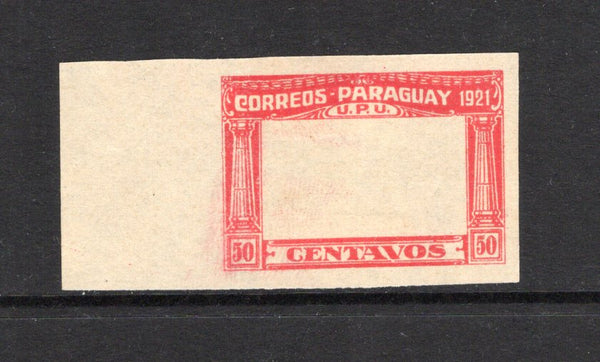 CORREOS - PARAGUAY 1921
U.P.U.
50 CENTAVOS 50